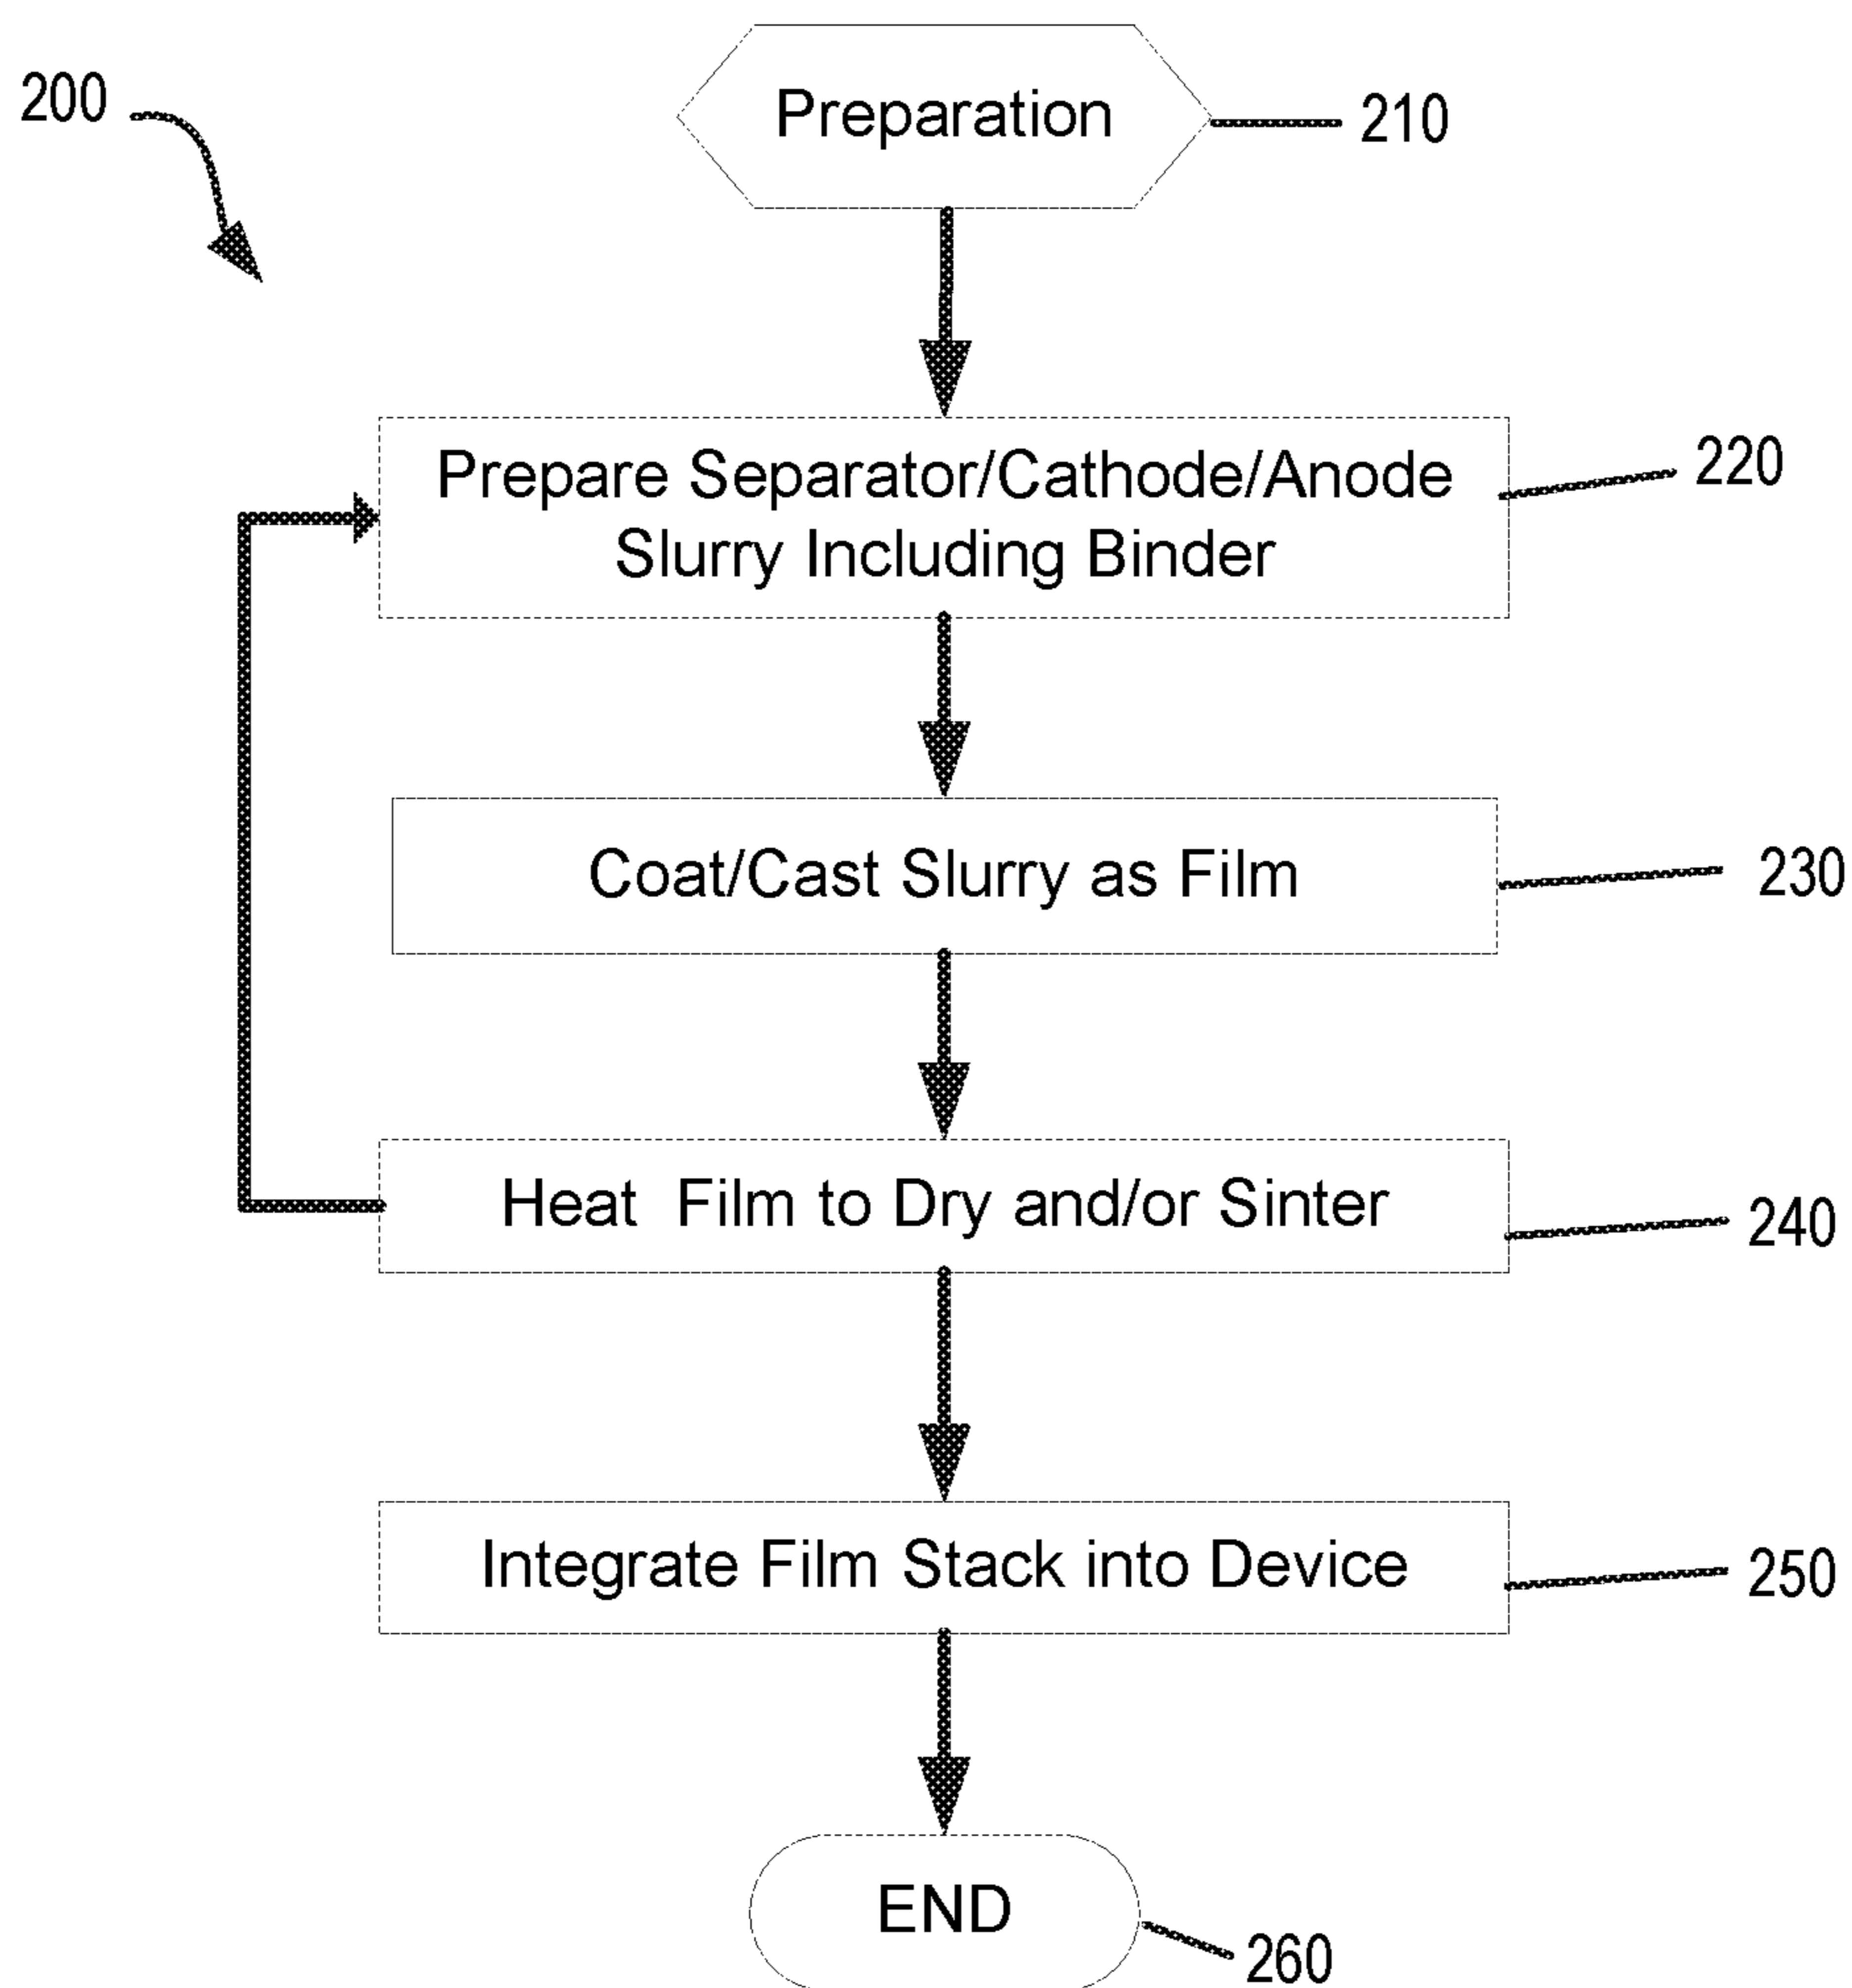 200
Preparation
210
Prepare Separator/Cathode/Anode
Slurry Including Binder
220
Coat/Cast Slurry as Film
230
Heat Film to Dry and/or Sinter
240
Integrate Film Stack into Device
250
END
260